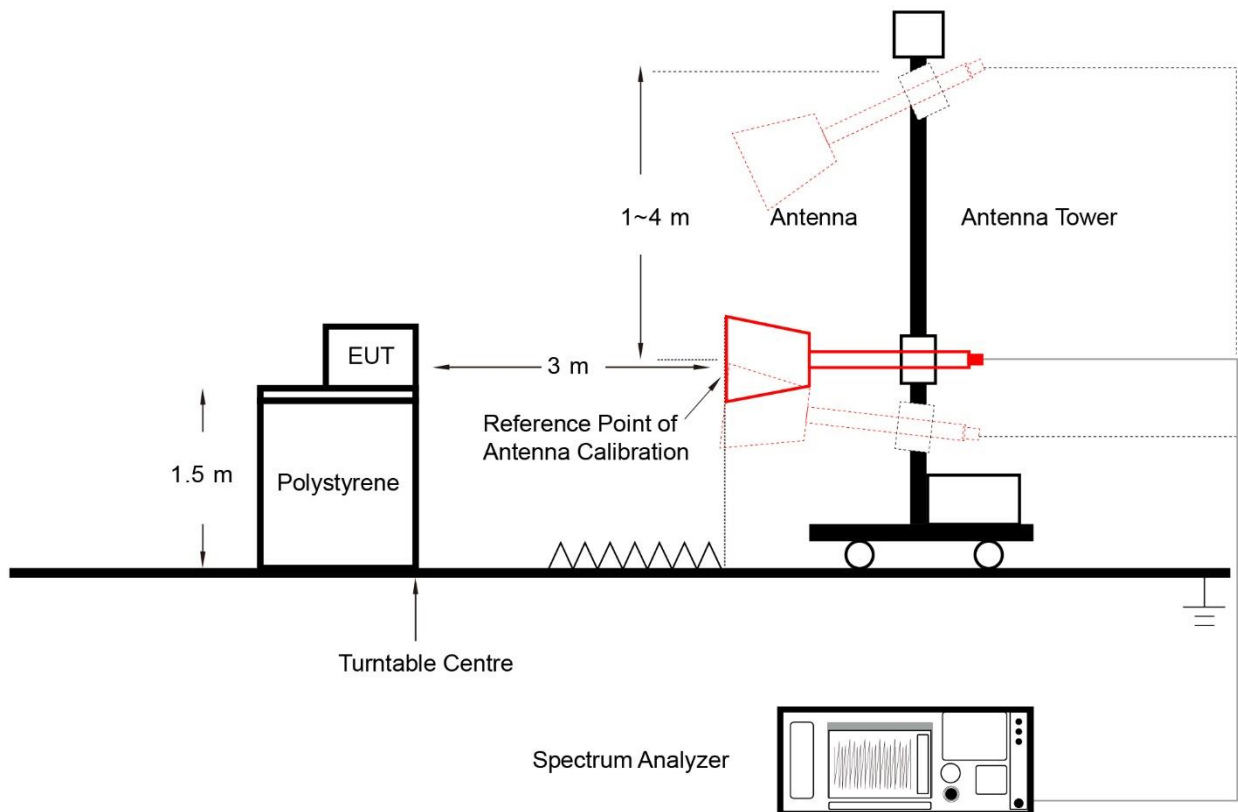 1~4 m
Antenna
Antenna Tower
EUT
3 m
Reference Point of
Antenna Calibration
1.5 m
Polystyrene
Turntable Centre
Spectrum Analyzer